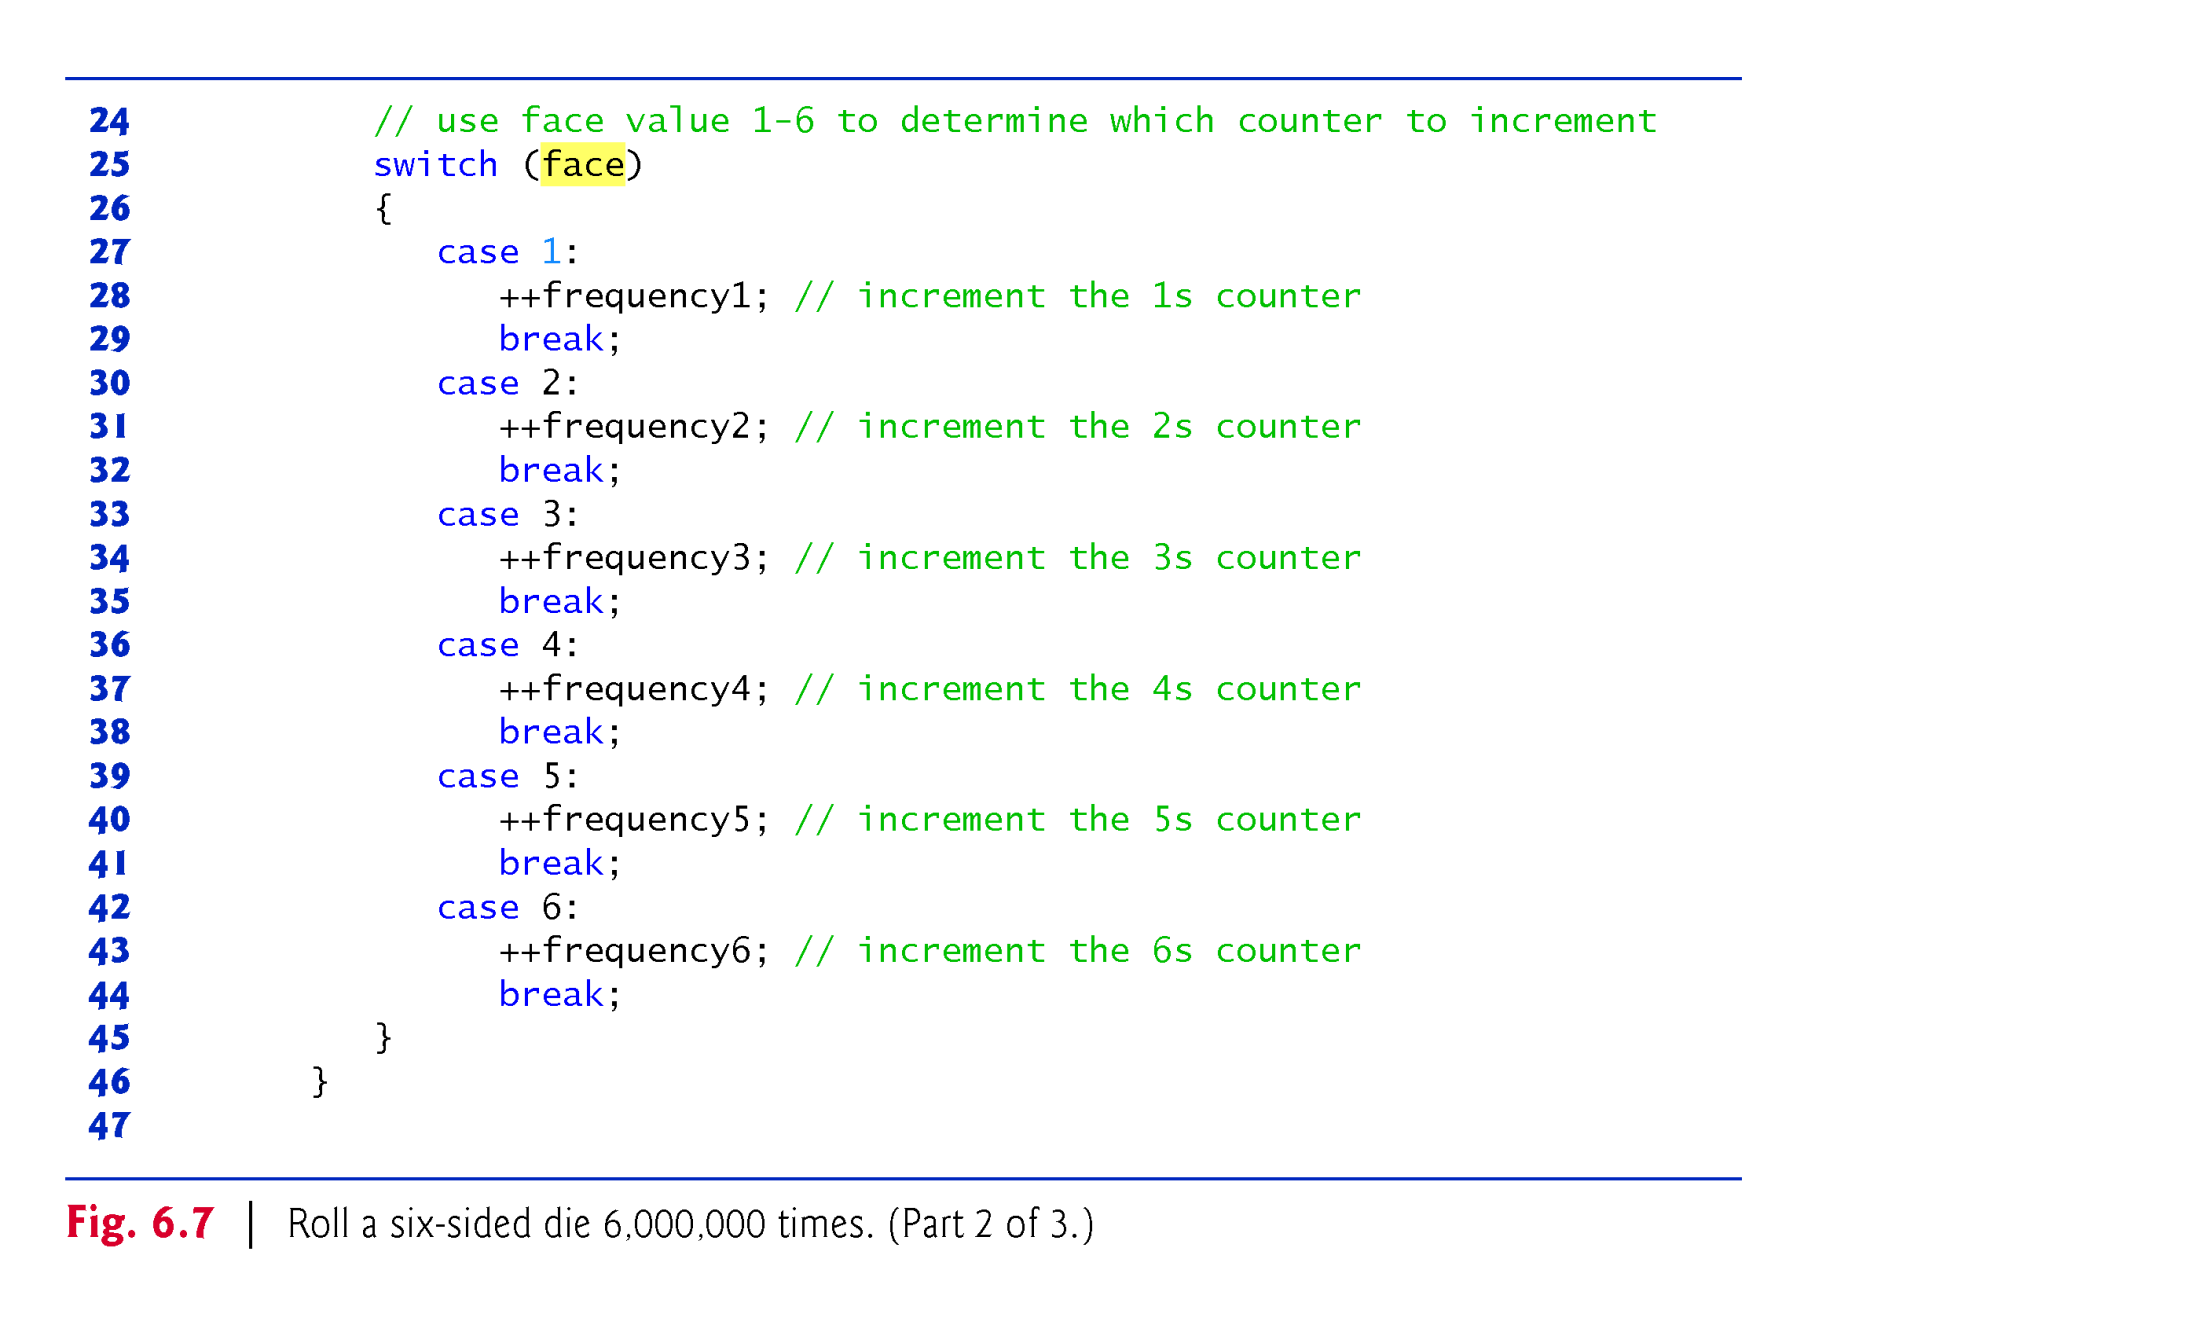 24 // use face value 1–6 to determine which counter to increment
25 switch (face)
26 {
27 case 1:
28 ++frequency1; // increment the 1s counter
29 break;
30 case 2:
31 ++frequency2; // increment the 2s counter
32 break;
33 case 3:
34 ++frequency3; // increment the 3s counter
35 break;
36 case 4:
37 ++frequency4; // increment the 4s counter
38 break;
39 case 5:
40 ++frequency5; // increment the 5s counter
41 break;
42 case 6:
43 ++frequency6; // increment the 6s counter
44 break;
45 }
46 }
47
Fig. 6.7 | Roll a six-sided die 6,000,000 times. (Part 2 of 3.)